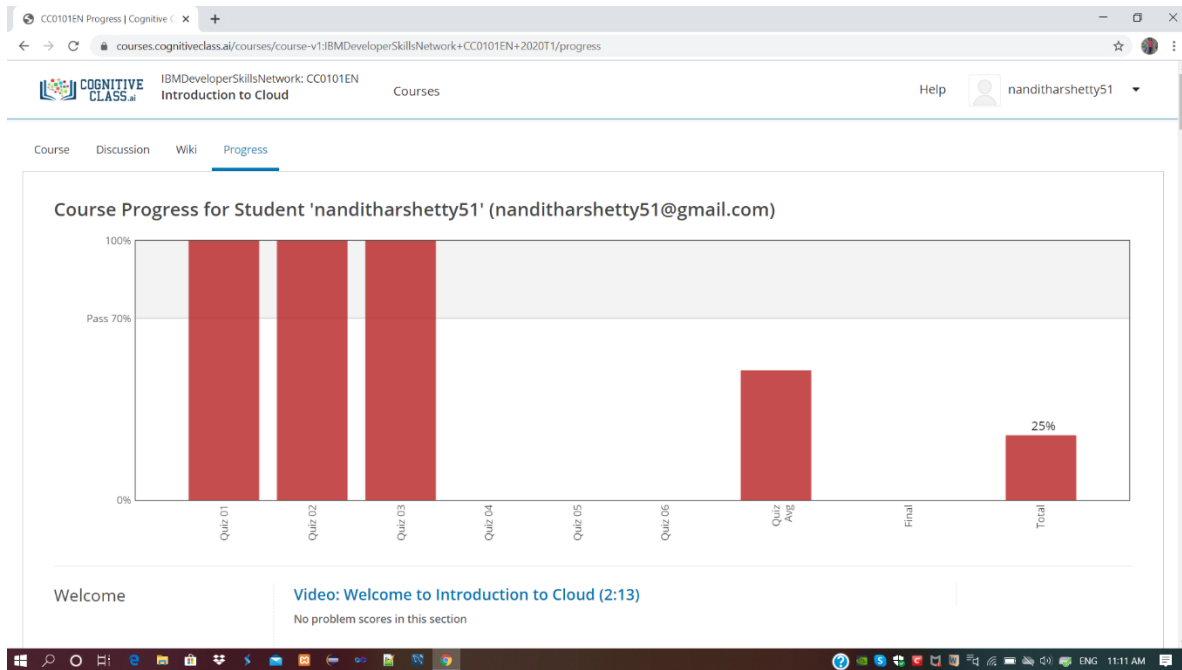 CC0101EN Progress | Cognitive C
courses.cognitiveclass.ai/courses/course-v1:IBMDeveloperSkillsNetwork+CC0101EN+2020T1/progress
COGNITIVE
CLASS.ai
IBMDeveloperSkillsNetwork: CC0101EN
Introduction to Cloud
Courses
Help
nanditharshetty51
Course
Discussion
Wiki
Progress
Course Progress for Student 'nanditharshetty51' (nanditharshetty51@gmail.com)
100%
Pass 70%
0%
25%
Quiz 01
Quiz 02
Quiz 03
Quiz 04
Quiz 05
Quiz 06
Quiz
Avg
Final
Total
Welcome
Video: Welcome to Introduction to Cloud (2:13)
No problem scores in this section
ENG
11:11 AM